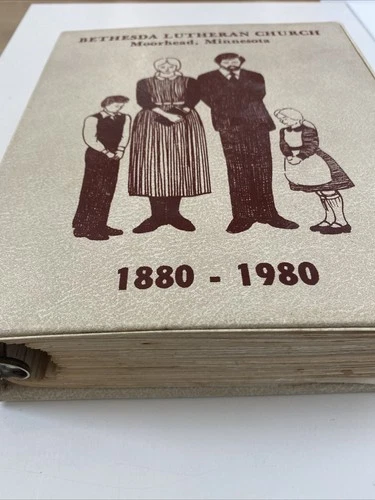 BETHESDA LUTHERAN CHURCH
Moorhead, Minnesota
1880 - 1980